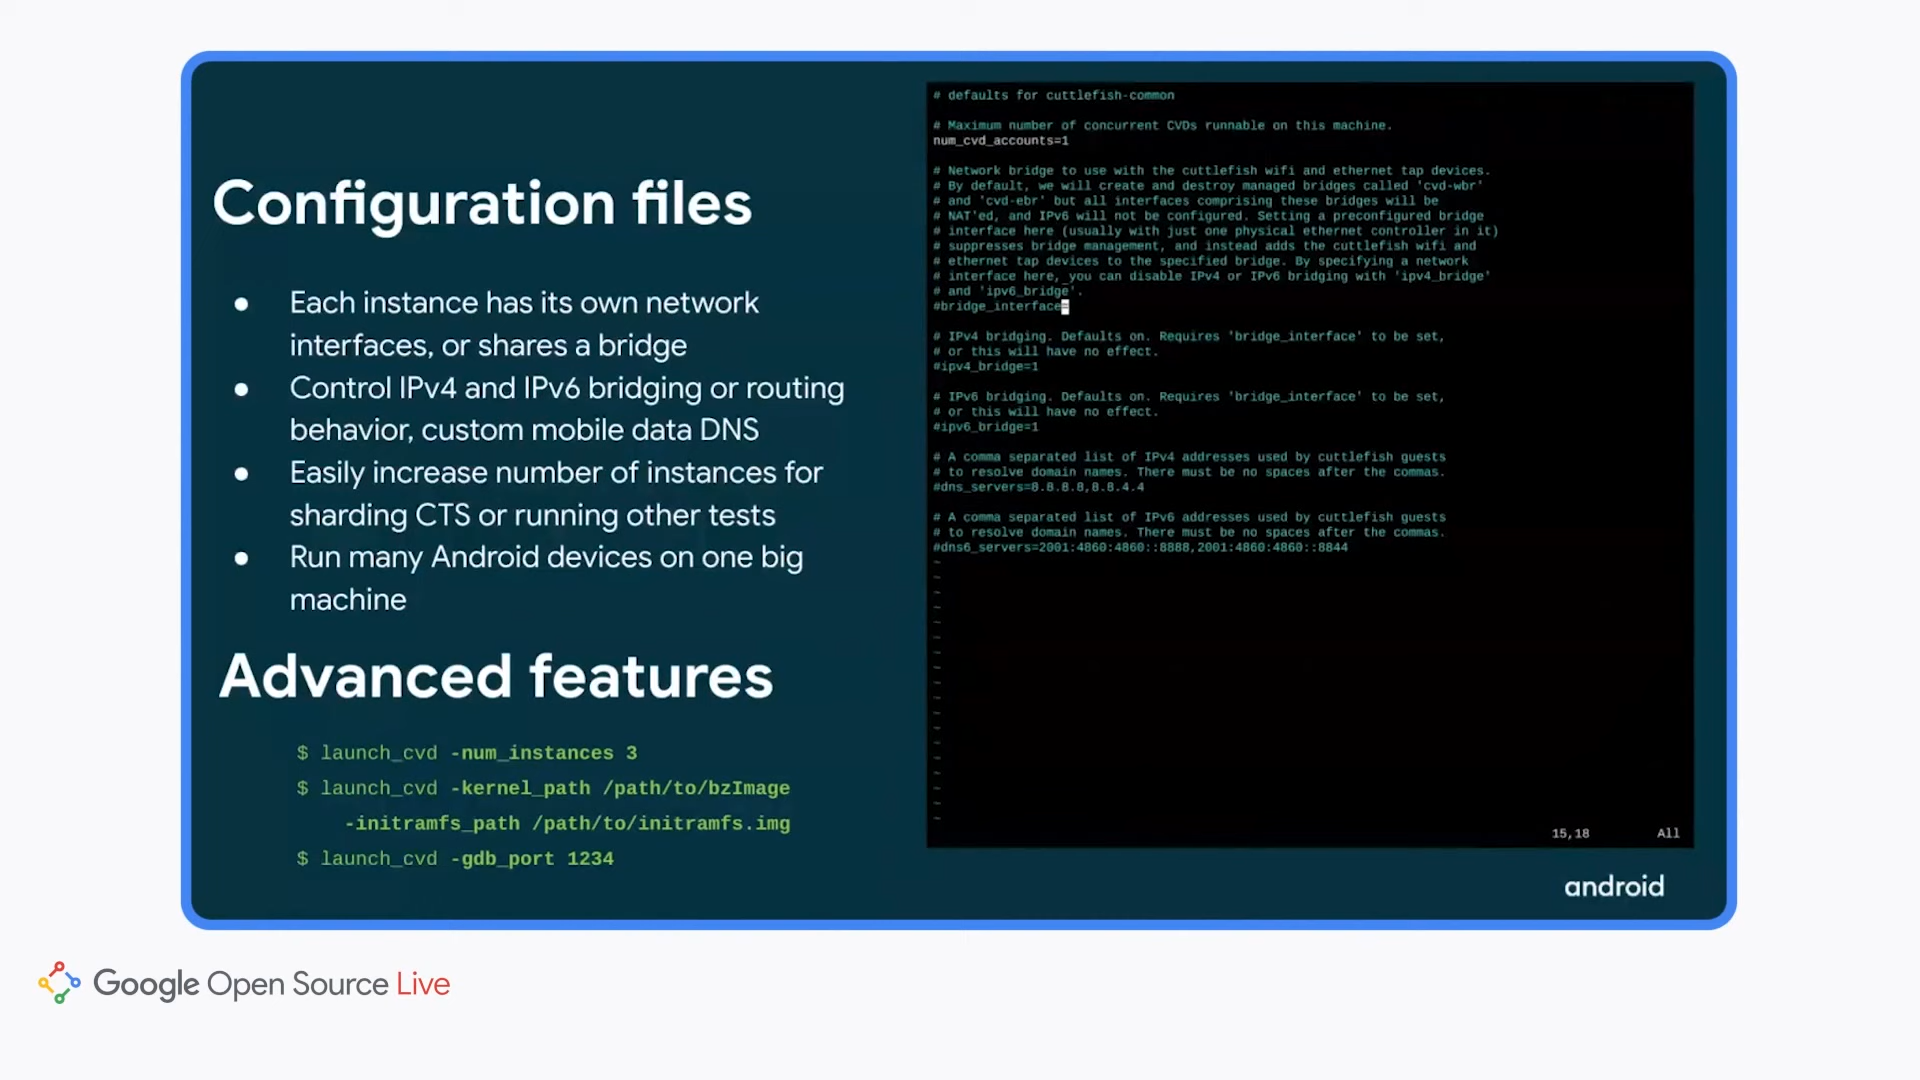 Configuration files
● Each instance has its own network
interfaces, or shares a bridge
● Control IPv4 and IPv6 bridging or routing
behavior, custom mobile data DNS
● Easily increase number of instances for
sharding CTS or running other tests
● Run many Android devices on one big
machine
Advanced features
$ launch_cvd -num_instances 3
$ launch_cvd -kernel_path /path/to/bzImage
-initramfs_path /path/to/initramfs.img
$ launch_cvd -gdb_port 1234
# defaults for cuttlefish-common
# Maximum number of concurrent CVDs runnable on this machine.
num_cvd_accounts=1
# Network bridge to use with the cuttlefish wifi and ethernet tap devices.
# By default, we will create and destroy managed bridges called 'cvd-wbr'
# and 'cvd-ebr' but all interfaces comprising these bridges will be
# NAT'ed, and IPv6 will not be configured. Setting a preconfigured bridge
# interface here (usually with just one physical ethernet controller in it)
# suppresses bridge management, and instead adds the cuttlefish wifi and
# ethernet tap devices to the specified bridge. By specifying a network
# interface here, you can disable IPv4 or IPv6 bridging with 'ipv4_bridge'
# and 'ipv6_bridge'.
#bridge_interface=
# IPv4 bridging. Defaults on. Requires 'bridge_interface' to be set,
# or this will have no effect.
#ipv4_bridge=1
# IPv6 bridging. Defaults on. Requires 'bridge_interface' to be set,
# or this will have no effect.
#ipv6_bridge=1
# A comma separated list of IPv4 addresses used by cuttlefish guests
# to resolve domain names. There must be no spaces after the commas.
#dns_servers=8.8.8.8,8.8.4.4
# A comma separated list of IPv6 addresses used by cuttlefish guests
# to resolve domain names. There must be no spaces after the commas.
#dns6_servers=2001:4860:4860::8888,2001:4860:4860::8844
15,18 All
android
Google Open Source Live